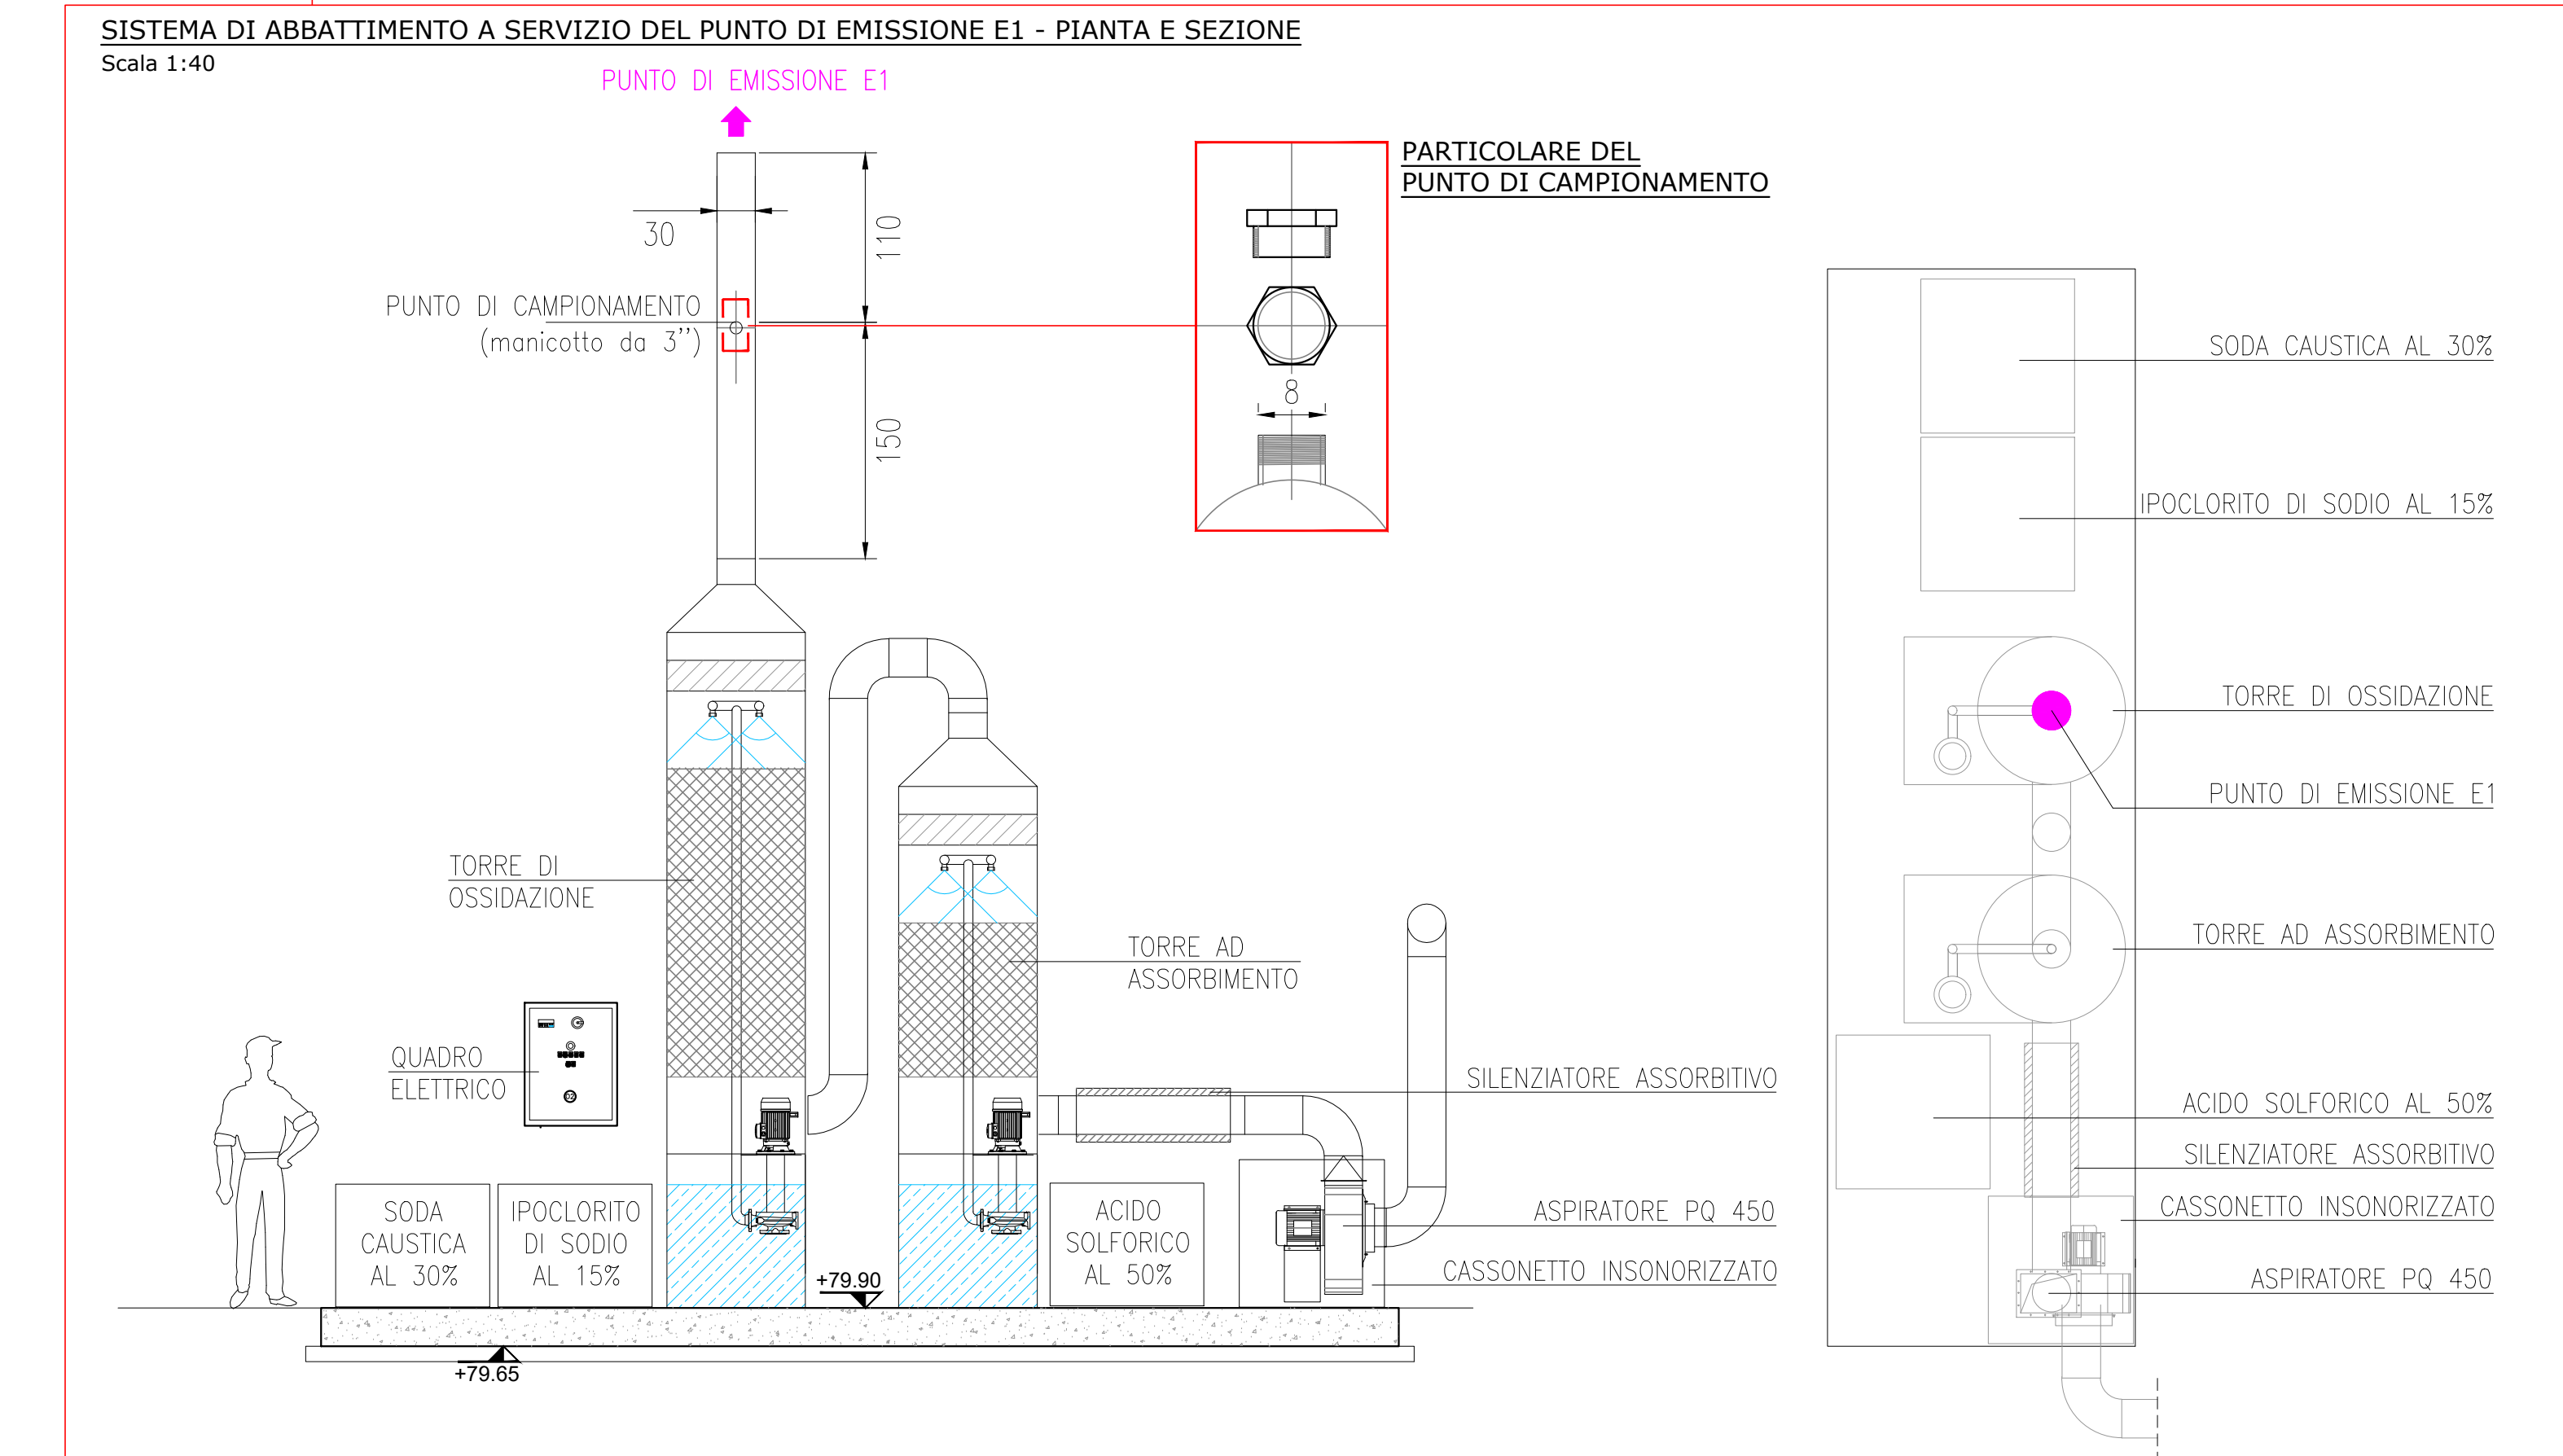 SISTEMA DI ABBATTIMENTO A SERVIZIO DEL PUNTO DI EMISSIONE E1 - PIANTA E SEZIONE
Scala 1:40
PUNTO DI EMISSIONE E1
30
110
PUNTO DI CAMPIONAMENTO
(manicotto da 3'')
150
PARTICOLARE DEL
PUNTO DI CAMPIONAMENTO
8
TORRE DI
OSSIDAZIONE
TORRE AD
ASSORBIMENTO
QUADRO
ELETTRICO
SILENZIATORE ASSORBITIVO
ASPIRATORE PQ 450
CASSONETTO INSONORIZZATO
SODA
CAUSTICA
AL 30%
IPOCLORITO
DI SODIO
AL 15%
ACIDO
SOLFORICO
AL 50%
+79.90
+79.65
SODA CAUSTICA AL 30%
IPOCLORITO DI SODIO AL 15%
TORRE DI OSSIDAZIONE
PUNTO DI EMISSIONE E1
TORRE AD ASSORBIMENTO
ACIDO SOLFORICO AL 50%
SILENZIATORE ASSORBITIVO
CASSONETTO INSONORIZZATO
ASPIRATORE PQ 450